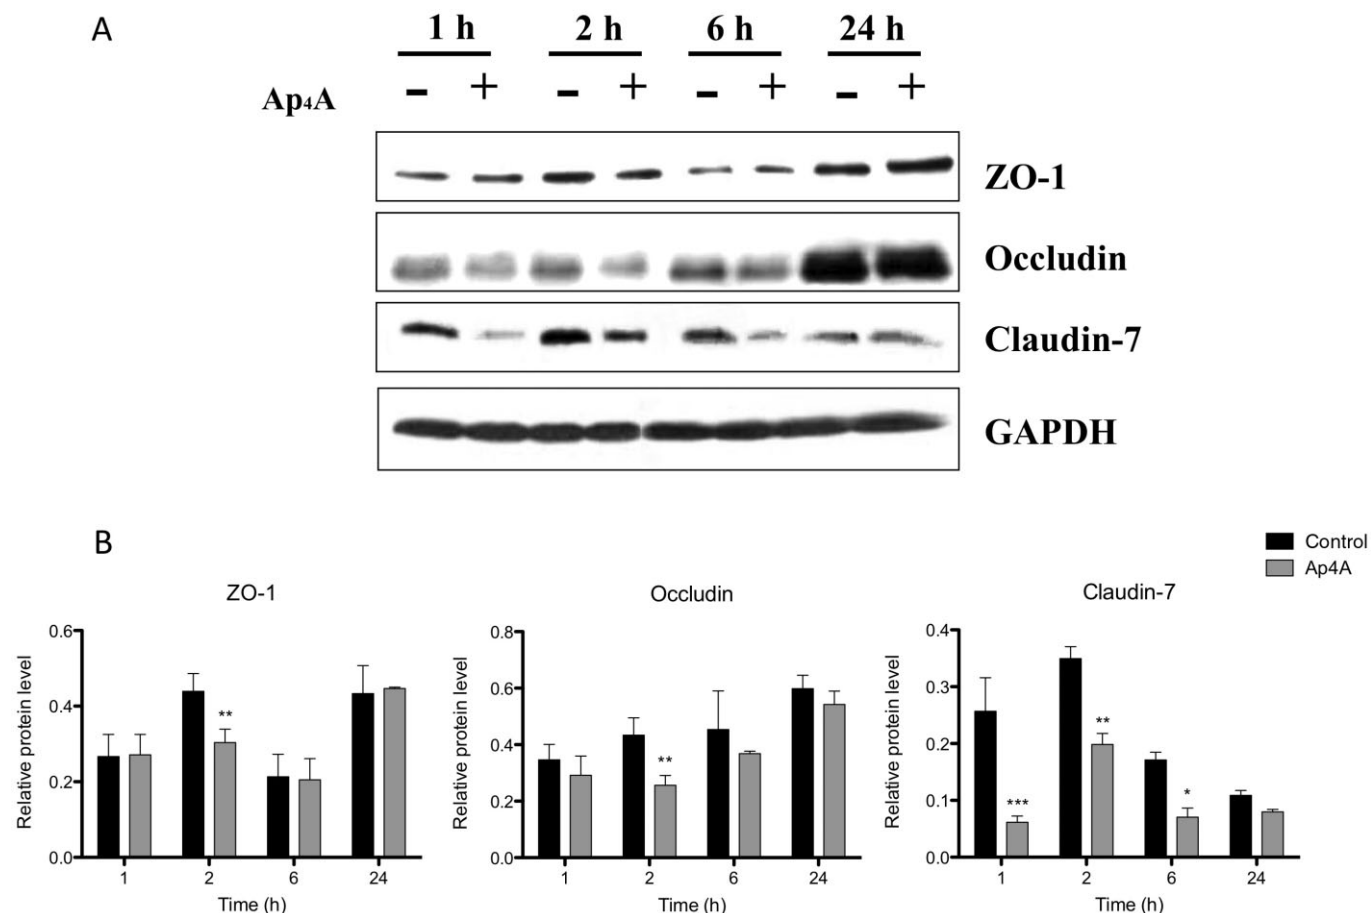 A
1 h 2 h 6 h 24 h
Ap₄A - + - + - + - +
ZO-1
Occludin
Claudin-7
GAPDH
B
Control
Ap4A
ZO-1
Relative protein level
0.6
0.4
0.2
0.0
**
1 2 6 24
Time (h)
Occludin
Relative protein level
0.8
0.6
0.4
0.2
0.0
**
1 2 6 24
Time (h)
Claudin-7
Relative protein level
0.4
0.3
0.2
0.1
0.0
*** ** *
1 2 6 24
Time (h)